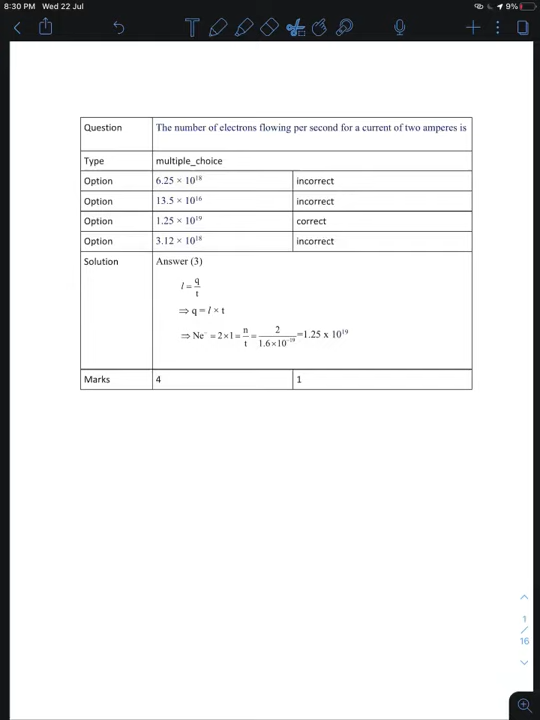 8:30 PM Wed 22 Jul 9%
Question The number of electrons flowing per second for a current of two amperes is
Type multiple_choice
Option 6.25 × 10¹⁸ incorrect
Option 13.5 × 10¹⁶ incorrect
Option 1.25 × 10¹⁹ correct
Option 3.12 × 10¹⁸ incorrect
Solution Answer (3)
l = q/t
⇒ q = l × t
⇒ Ne⁻ = 2 × 1 = n/t = 2/(1.6 × 10⁻¹⁹) =1.25 x 10¹⁹
Marks 4 1
1
/
16